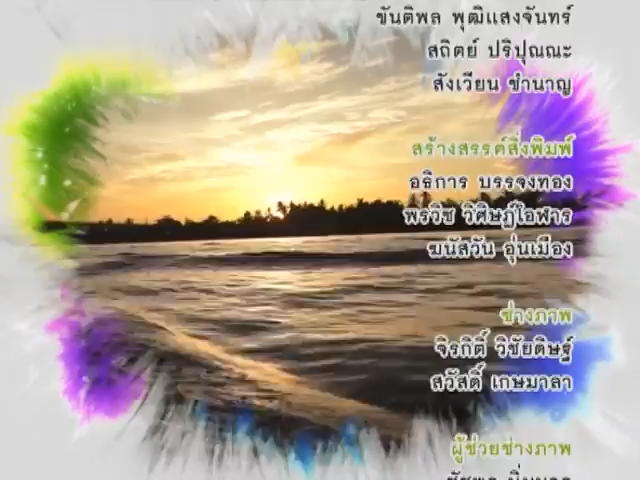 ขันติพล พุฒิแสงจันทร์
สถิตย์ ปริปุณณะ
สังเวียน ชำนาญ
สร้างสรรค์สิ่งพิมพ์
อธิการ บรรจงทอง
พรวิช วิศิษฎ์โอฬาร
ฆนัสวัน อุ่นเมือง
ช่างภาพ
จิรกิติ์ วิชัยดิษฐ์
สวัสดิ์ เกษมาลา
ผู้ช่วยช่างภาพ